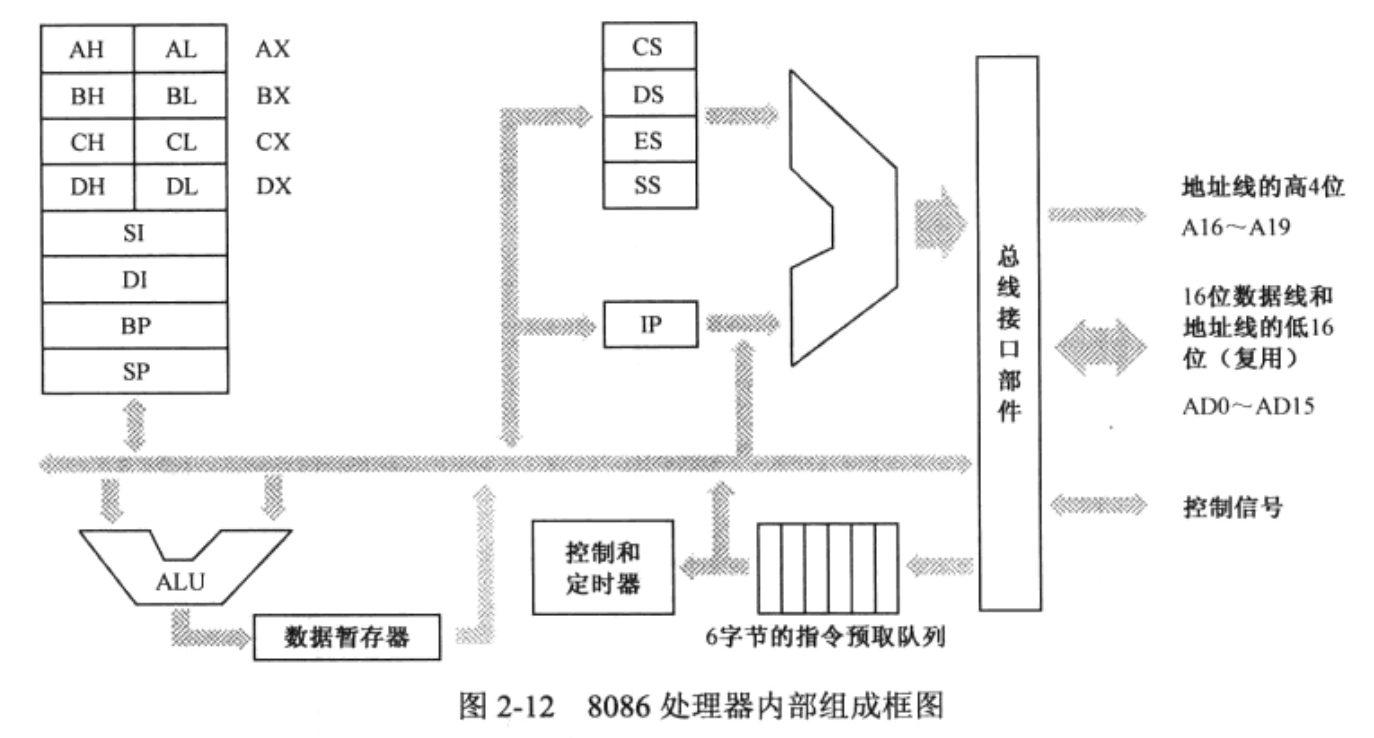 AH AL AX
BH BL BX
CH CL CX
DH DL DX
SI
DI
BP
SP
CS
DS
ES
SS
IP
总线接口部件
地址线的高4位
A16～A19
16位数据线和
地址线的低16
位（复用）
AD0～AD15
控制信号
ALU
数据暂存器
控制和
定时器
6字节的指令预取队列
图 2-12 8086 处理器内部组成框图